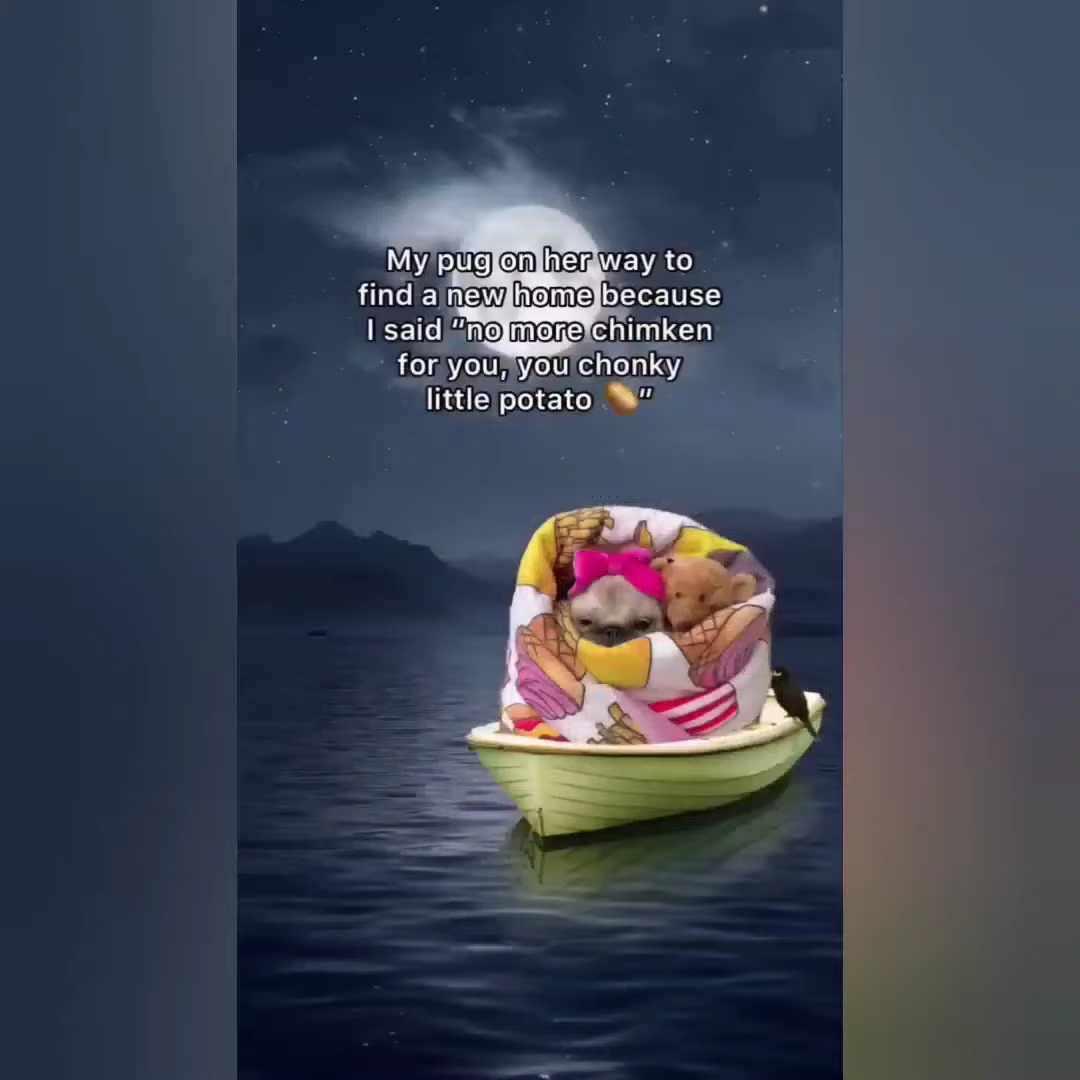 My pug on her way to
find a new home because
I said “no more chimken
for you, you chonky
little potato 🥔”